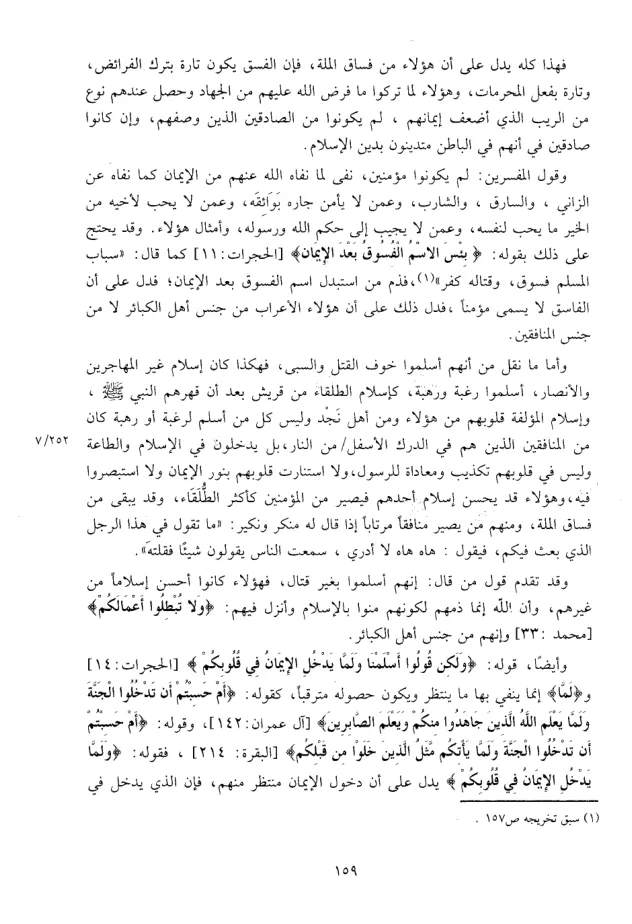 فهذا كله يدل على أن هؤلاء من فساق الملة، فإن الفسق يكون تارة بترك الفرائض،
وتارة بفعل المحرمات، وهؤلاء لما تركوا ما فرض الله عليهم من الجهاد وحصل عندهم نوع
من الريب الذي أضعف إيمانهم ، لم يكونوا من الصادقين الذين وصفهم، وإن كانوا
صادقين في أنهم في الباطن متدينون بدين الإسلام.
وقول المفسرين: لم يكونوا مؤمنين، نفى لما نفاه الله عنهم من الإيمان كما نفاه عن
الزاني ، والسارق ، والشارب، وعمن لا يأمن جاره بَوَائقَه، وعمن لا يحب لأخيه من
الخير ما يحب لنفسه، وعمن لا يجيب إلى حكم الله ورسوله، وأمثال هؤلاء. وقد يحتج
على ذلك بقوله: ﴿ بِئْسَ الاسْمُ الْفُسُوقُ بَعْدَ الإِيمَانِ﴾ [الحجرات:١١] كما قال: «سباب
المسلم فسوق، وقتاله كفر»(١)،فذم من استبدل اسم الفسوق بعد الإيمان؛ فدل على أن
الفاسق لا يسمى مؤمناً ،فدل ذلك على أن هؤلاء الأعراب من جنس أهل الكبائر لا من
جنس المنافقين.
وأما ما نقل من أنهم أسلموا خوف القتل والسبى، فهكذا كان إسلام غير المهاجرين
والأنصار، أسلموا رغبة ورهبة، كإسلام الطلقاء من قريش بعد أن قهرهم النبي ﷺ ،
وإسلام المؤلفة قلوبهم من هؤلاء ومن أهل نَجْد وليس كل من أسلم لرغبة أو رهبة كان
من المنافقين الذين هم في الدرك الأسفل/ من النار،بل يدخلون في الإسلام والطاعة
٧/٢٥٢
وليس في قلوبهم تكذيب ومعاداة للرسول،ولا استنارت قلوبهم بنور الإيمان ولا استبصروا
فيه،وهؤلاء قد يحسن إسلام أحدهم فيصير من المؤمنين كأكثر الطُّلَقَاء، وقد يبقى من
فساق الملة، ومنهم مَن يصير منافقاً مرتاباً إذا قال له منكر ونكير: «ما تقول في هذا الرجل
الذي بعث فيكم، فيقول : هاه هاه لا أدري ، سمعت الناس يقولون شيئًا فقلته».
وقد تقدم قول من قال: إنهم أسلموا بغير قتال، فهؤلاء كانوا أحسن إسلاماً من
غيرهم، وأن الله إنما ذمهم لكونهم منوا بالإسلام وأنزل فيهم: ﴿وَلا تُبْطِلُوا أَعْمَالَكُمْ﴾
[محمد :٣٣] وإنهم من جنس أهل الكبائر.
وأيضًا، قوله: ﴿وَلَكِن قُولُوا أَسْلَمْنَا وَلَمَّا يَدْخُلِ الإِيمَانُ فِي قُلُوبِكُمْ ﴾ [الحجرات:١٤]
و﴿لَمَّا﴾ إنما ينفي بها ما ينتظر ويكون حصوله مترقباً، كقوله: ﴿أَمْ حَسِبْتُمْ أَن تَدْخُلُوا الْجَنَّةَ
وَلَمَّا يَعْلَمِ اللَّهُ الَّذِينَ جَاهَدُوا مِنكُمْ وَيَعْلَمَ الصَّابِرِينَ﴾ [آل عمران:١٤٢]، وقوله: ﴿أَمْ حَسِبْتُمْ
أَن تَدْخُلُوا الْجَنَّةَ وَلَمَّا يَأْتِكُم مَّثَلُ الَّذِينَ خَلَوْا مِن قَبْلِكُم﴾ [البقرة: ٢١٤] ، فقوله: ﴿وَلَمَّا
يَدْخُلِ الإِيمَانُ فِي قُلُوبِكُمْ ﴾ يدل على أن دخول الإيمان منتظر منهم، فإن الذي يدخل في
(١) سبق تخريجه ص١٥٧ .
١٥٩